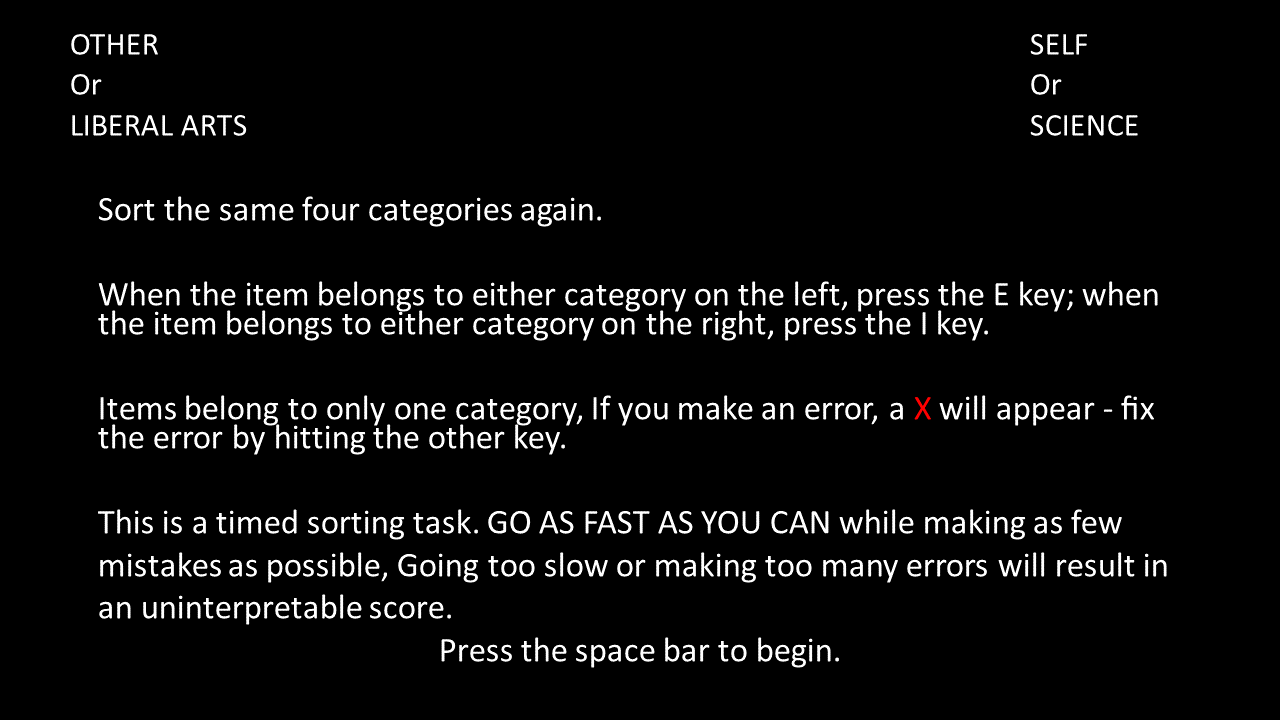 OTHER
Or
LIBERAL ARTS
SELF
Or
SCIENCE
Sort the same four categories again.
When the item belongs to either category on the left, press the E key; when
the item belongs to either category on the right, press the I key.
Items belong to only one category, If you make an error, a X will appear - fix
the error by hitting the other key.
This is a timed sorting task. GO AS FAST AS YOU CAN while making as few
mistakes as possible, Going too slow or making too many errors will result in
an uninterpretable score.
Press the space bar to begin.